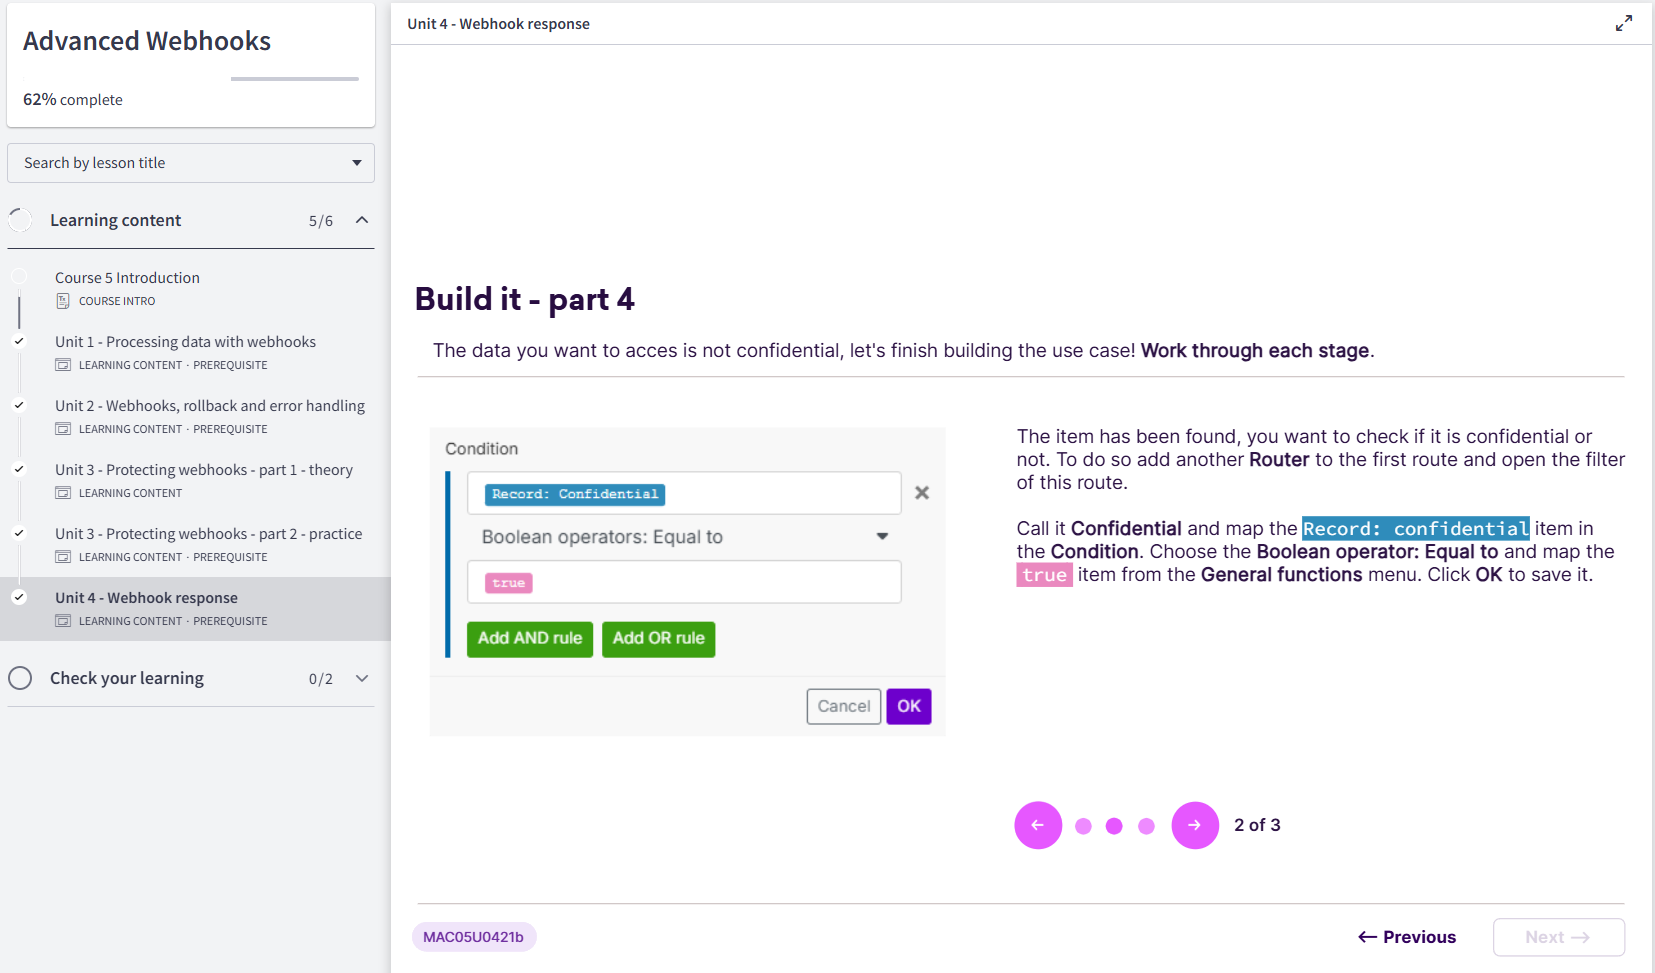 Advanced Webhooks
62% complete
Search by lesson title
Learning content 5/6
Course 5 Introduction
COURSE INTRO
Unit 1 - Processing data with webhooks
LEARNING CONTENT · PREREQUISITE
Unit 2 - Webhooks, rollback and error handling
LEARNING CONTENT · PREREQUISITE
Unit 3 - Protecting webhooks - part 1 - theory
LEARNING CONTENT
Unit 3 - Protecting webhooks - part 2 - practice
LEARNING CONTENT · PREREQUISITE
Unit 4 - Webhook response
LEARNING CONTENT · PREREQUISITE
Check your learning 0/2
Unit 4 - Webhook response
Build it - part 4
The data you want to acces is not confidential, let's finish building the use case! Work through each stage.
Condition
Record: Confidential
Boolean operators: Equal to
true
Add AND rule Add OR rule
Cancel OK
The item has been found, you want to check if it is confidential or
not. To do so add another Router to the first route and open the filter
of this route.
Call it Confidential and map the Record: confidential item in
the Condition. Choose the Boolean operator: Equal to and map the
true item from the General functions menu. Click OK to save it.
2 of 3
MAC05U0421b
← Previous Next →